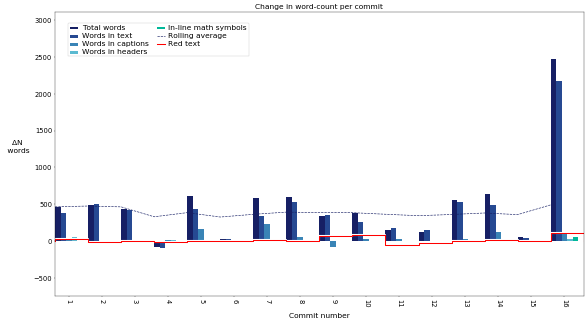 Change in word-count per commit
3000
2500
2000
1500
1000
500
0
−500
ΔN
words
Total words
Words in text
Words in captions
Words in headers
In-line math symbols
Rolling average
Red text
1
2
3
4
5
6
7
8
9
10
11
12
13
14
15
16
Commit number